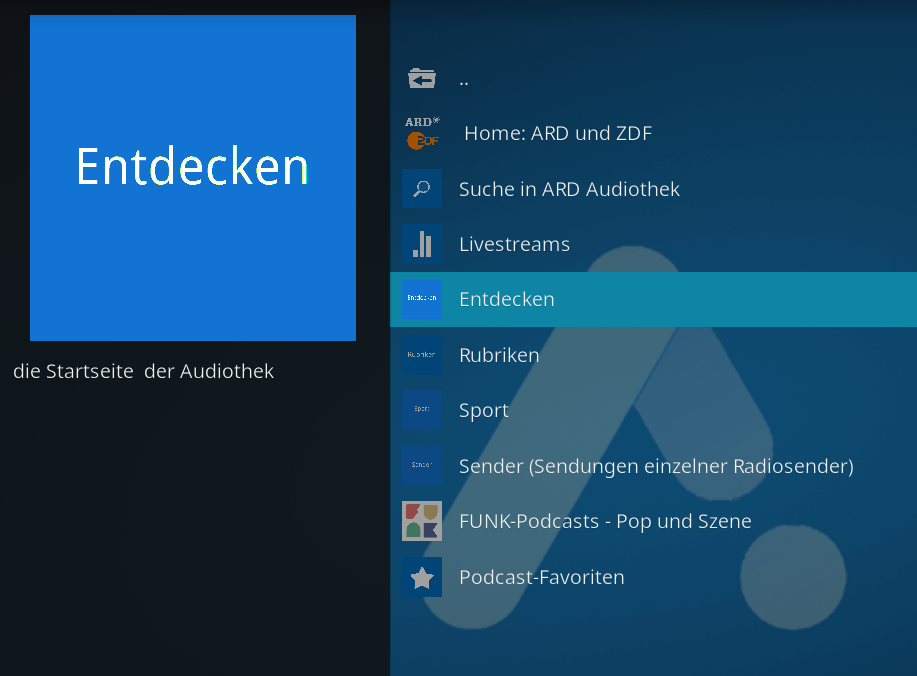 Entdecken
die Startseite  der Audiothek
..
ARD
ZDF
Home: ARD und ZDF
Suche in ARD Audiothek
Livestreams
Entdecken
Entdecken
Rubriken
Rubriken
Sport
Sport
Sender
Sender (Sendungen einzelner Radiosender)
FUNK-Podcasts - Pop und Szene
Podcast-Favoriten